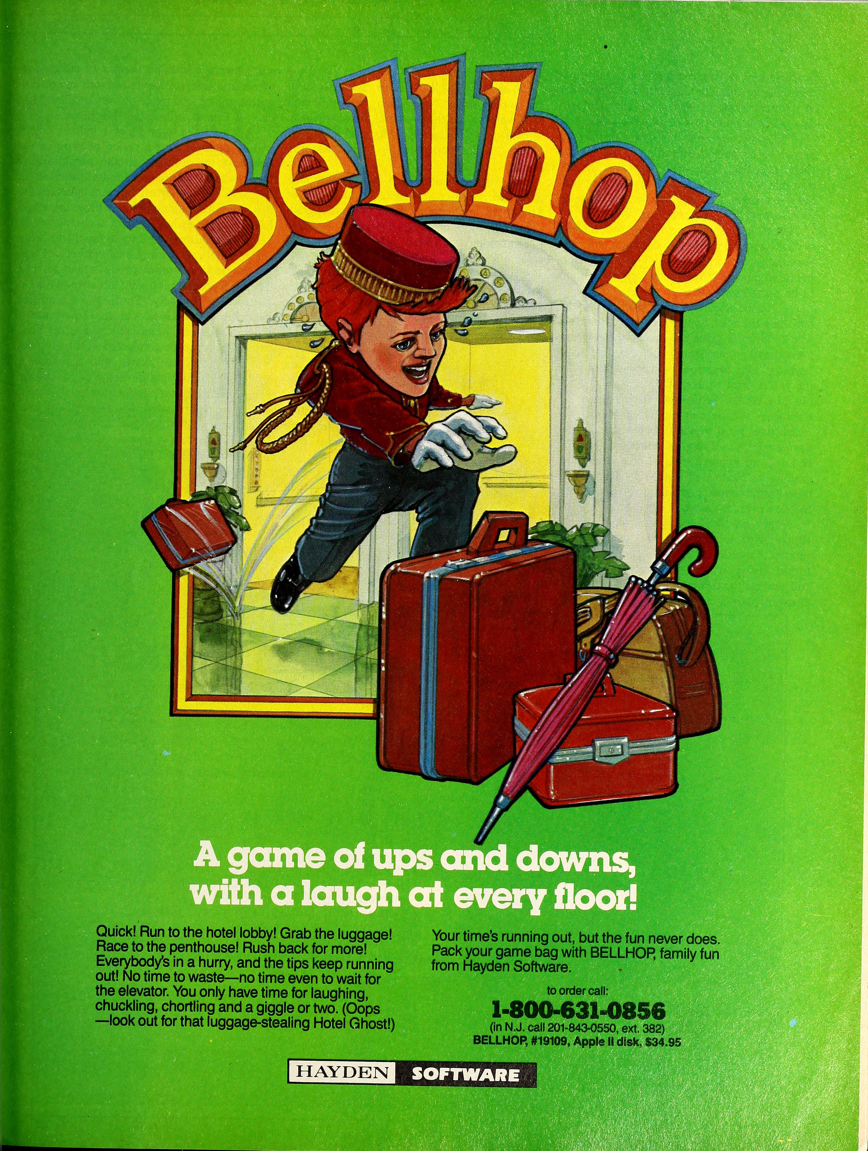 Bellhop
A game of ups and downs,
with a laugh at every floor!
Quick! Run to the hotel lobby! Grab the luggage!
Race to the penthouse! Rush back for more!
Everybody's in a hurry, and the tips keep running
out! No time to waste—no time even to wait for
the elevator. You only have time for laughing,
chuckling, chortling and a giggle or two. (Oops
—look out for that luggage-stealing Hotel Ghost!)
Your time's running out, but the fun never does.
Pack your game bag with BELLHOP, family fun
from Hayden Software.
to order call:
1-800-631-0856
(in N.J. call 201-843-0550, ext. 382)
BELLHOP, #19109, Apple II disk, $34.95
HAYDEN SOFTWARE